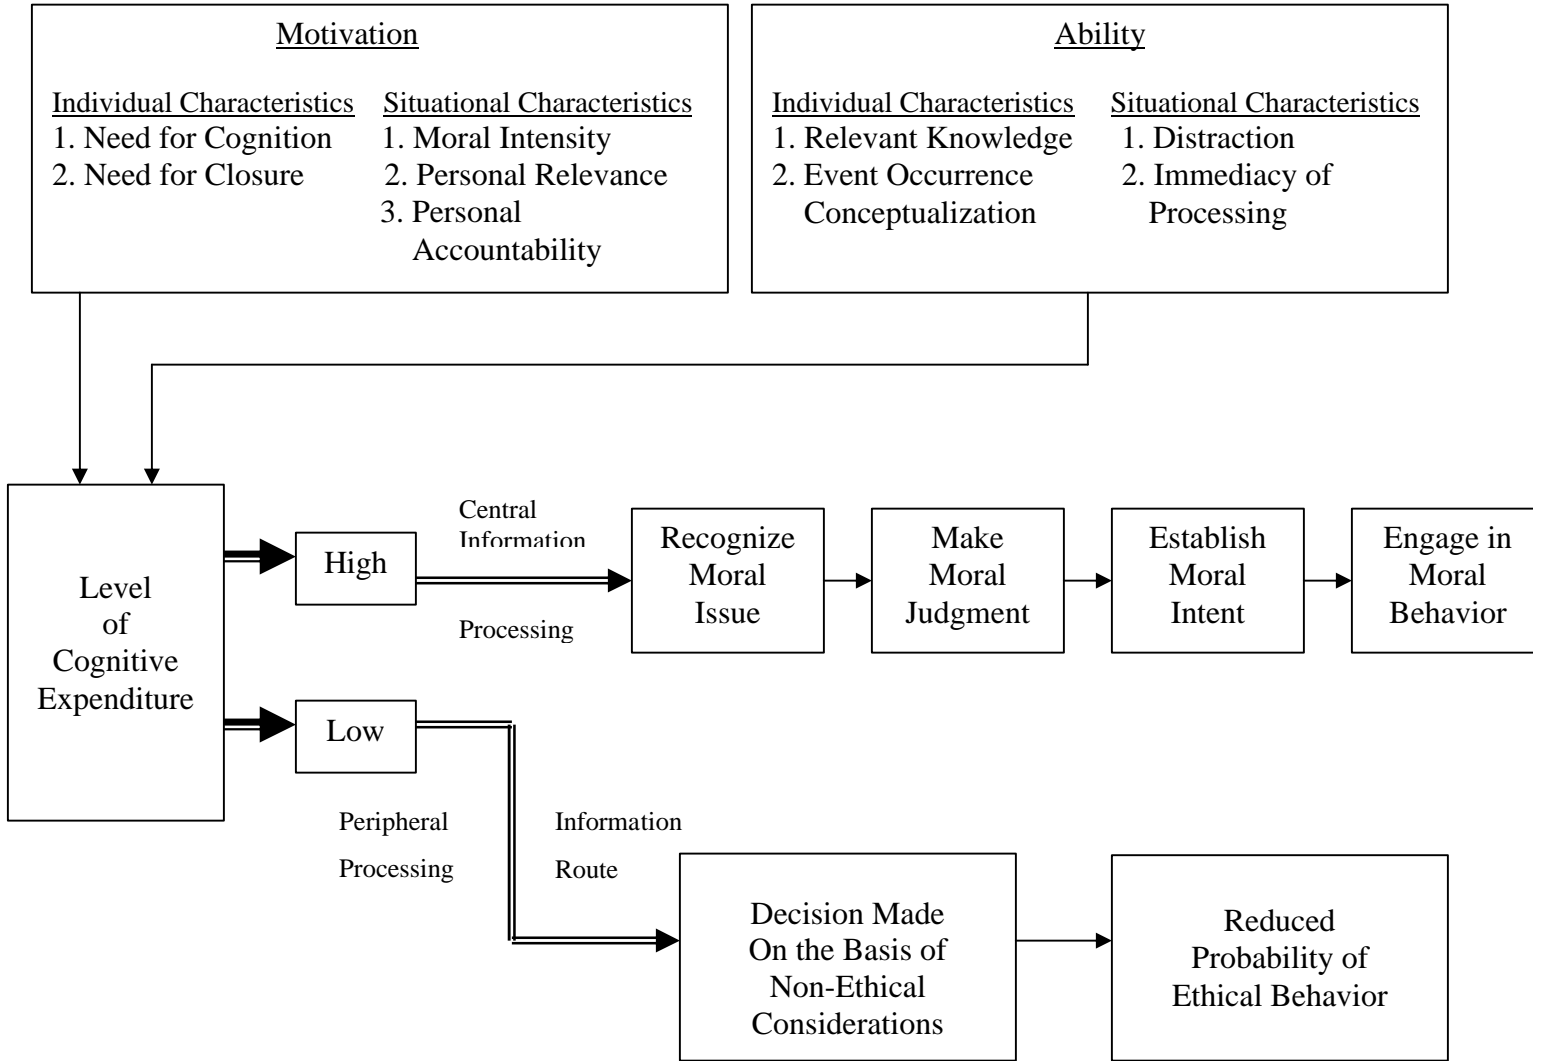 Motivation
Individual Characteristics
1. Need for Cognition
2. Need for Closure
Situational Characteristics
1. Moral Intensity
2. Personal Relevance
3. Personal
Accountability
Ability
Individual Characteristics
1. Relevant Knowledge
2. Event Occurrence
Conceptualization
Situational Characteristics
1. Distraction
2. Immediacy of
Processing
Level
of
Cognitive
Expenditure
High
Central
Information
Processing
Recognize
Moral
Issue
Make
Moral
Judgment
Establish
Moral
Intent
Engage in
Moral
Behavior
Low
Peripheral
Processing
Information
Route
Decision Made
On the Basis of
Non-Ethical
Considerations
Reduced
Probability of
Ethical Behavior